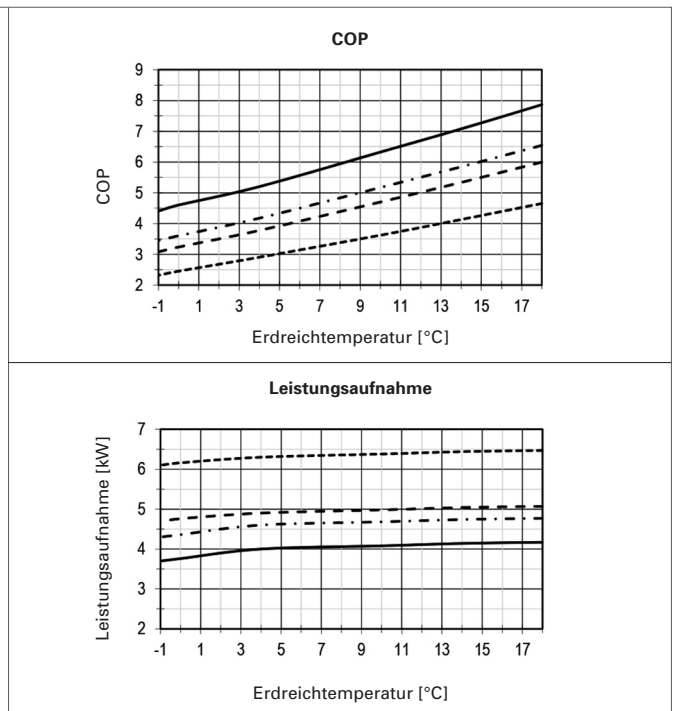 COP
9
8
7
6
5
4
3
2
COP
-1 1 3 5 7 9 11 13 15 17
Erdreichtemperatur [°C]
Leistungsaufnahme
7
6
5
4
3
2
Leistungsaufnahme [kW]
-1 1 3 5 7 9 11 13 15 17
Erdreichtemperatur [°C]